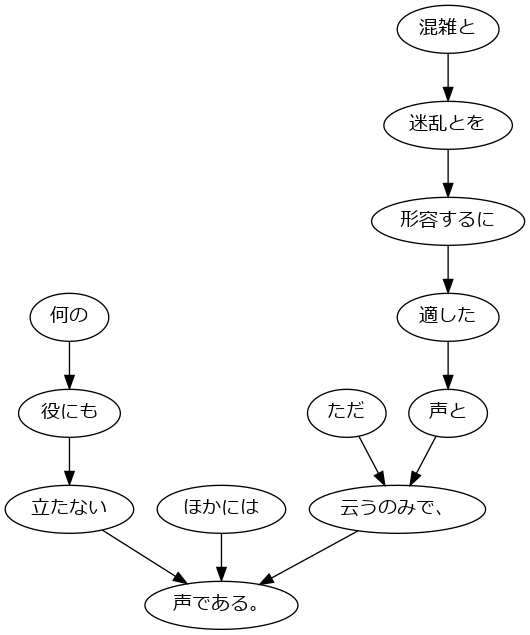 混雑と
迷乱とを
形容するに
何の
適した
役にも
ただ
声と
立たない
ほかには
云うのみで、
声である。